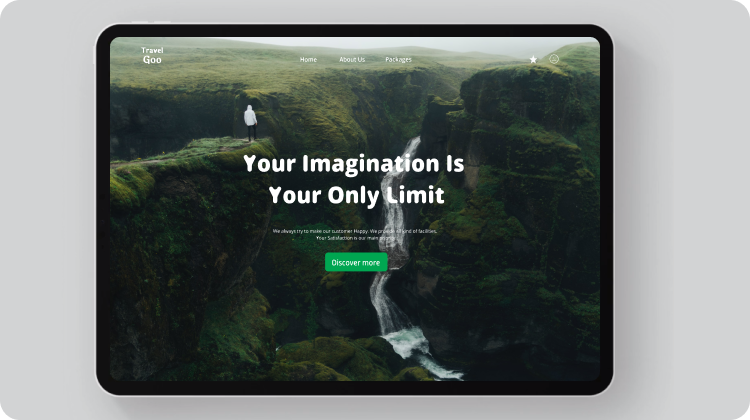 Travel
Goo
Home
About Us
Packages
Your Imagination Is
Your Only Limit
We always try to make our customer Happy. We provide all kind of facilities.
Your Satisfaction is our main
Discover more